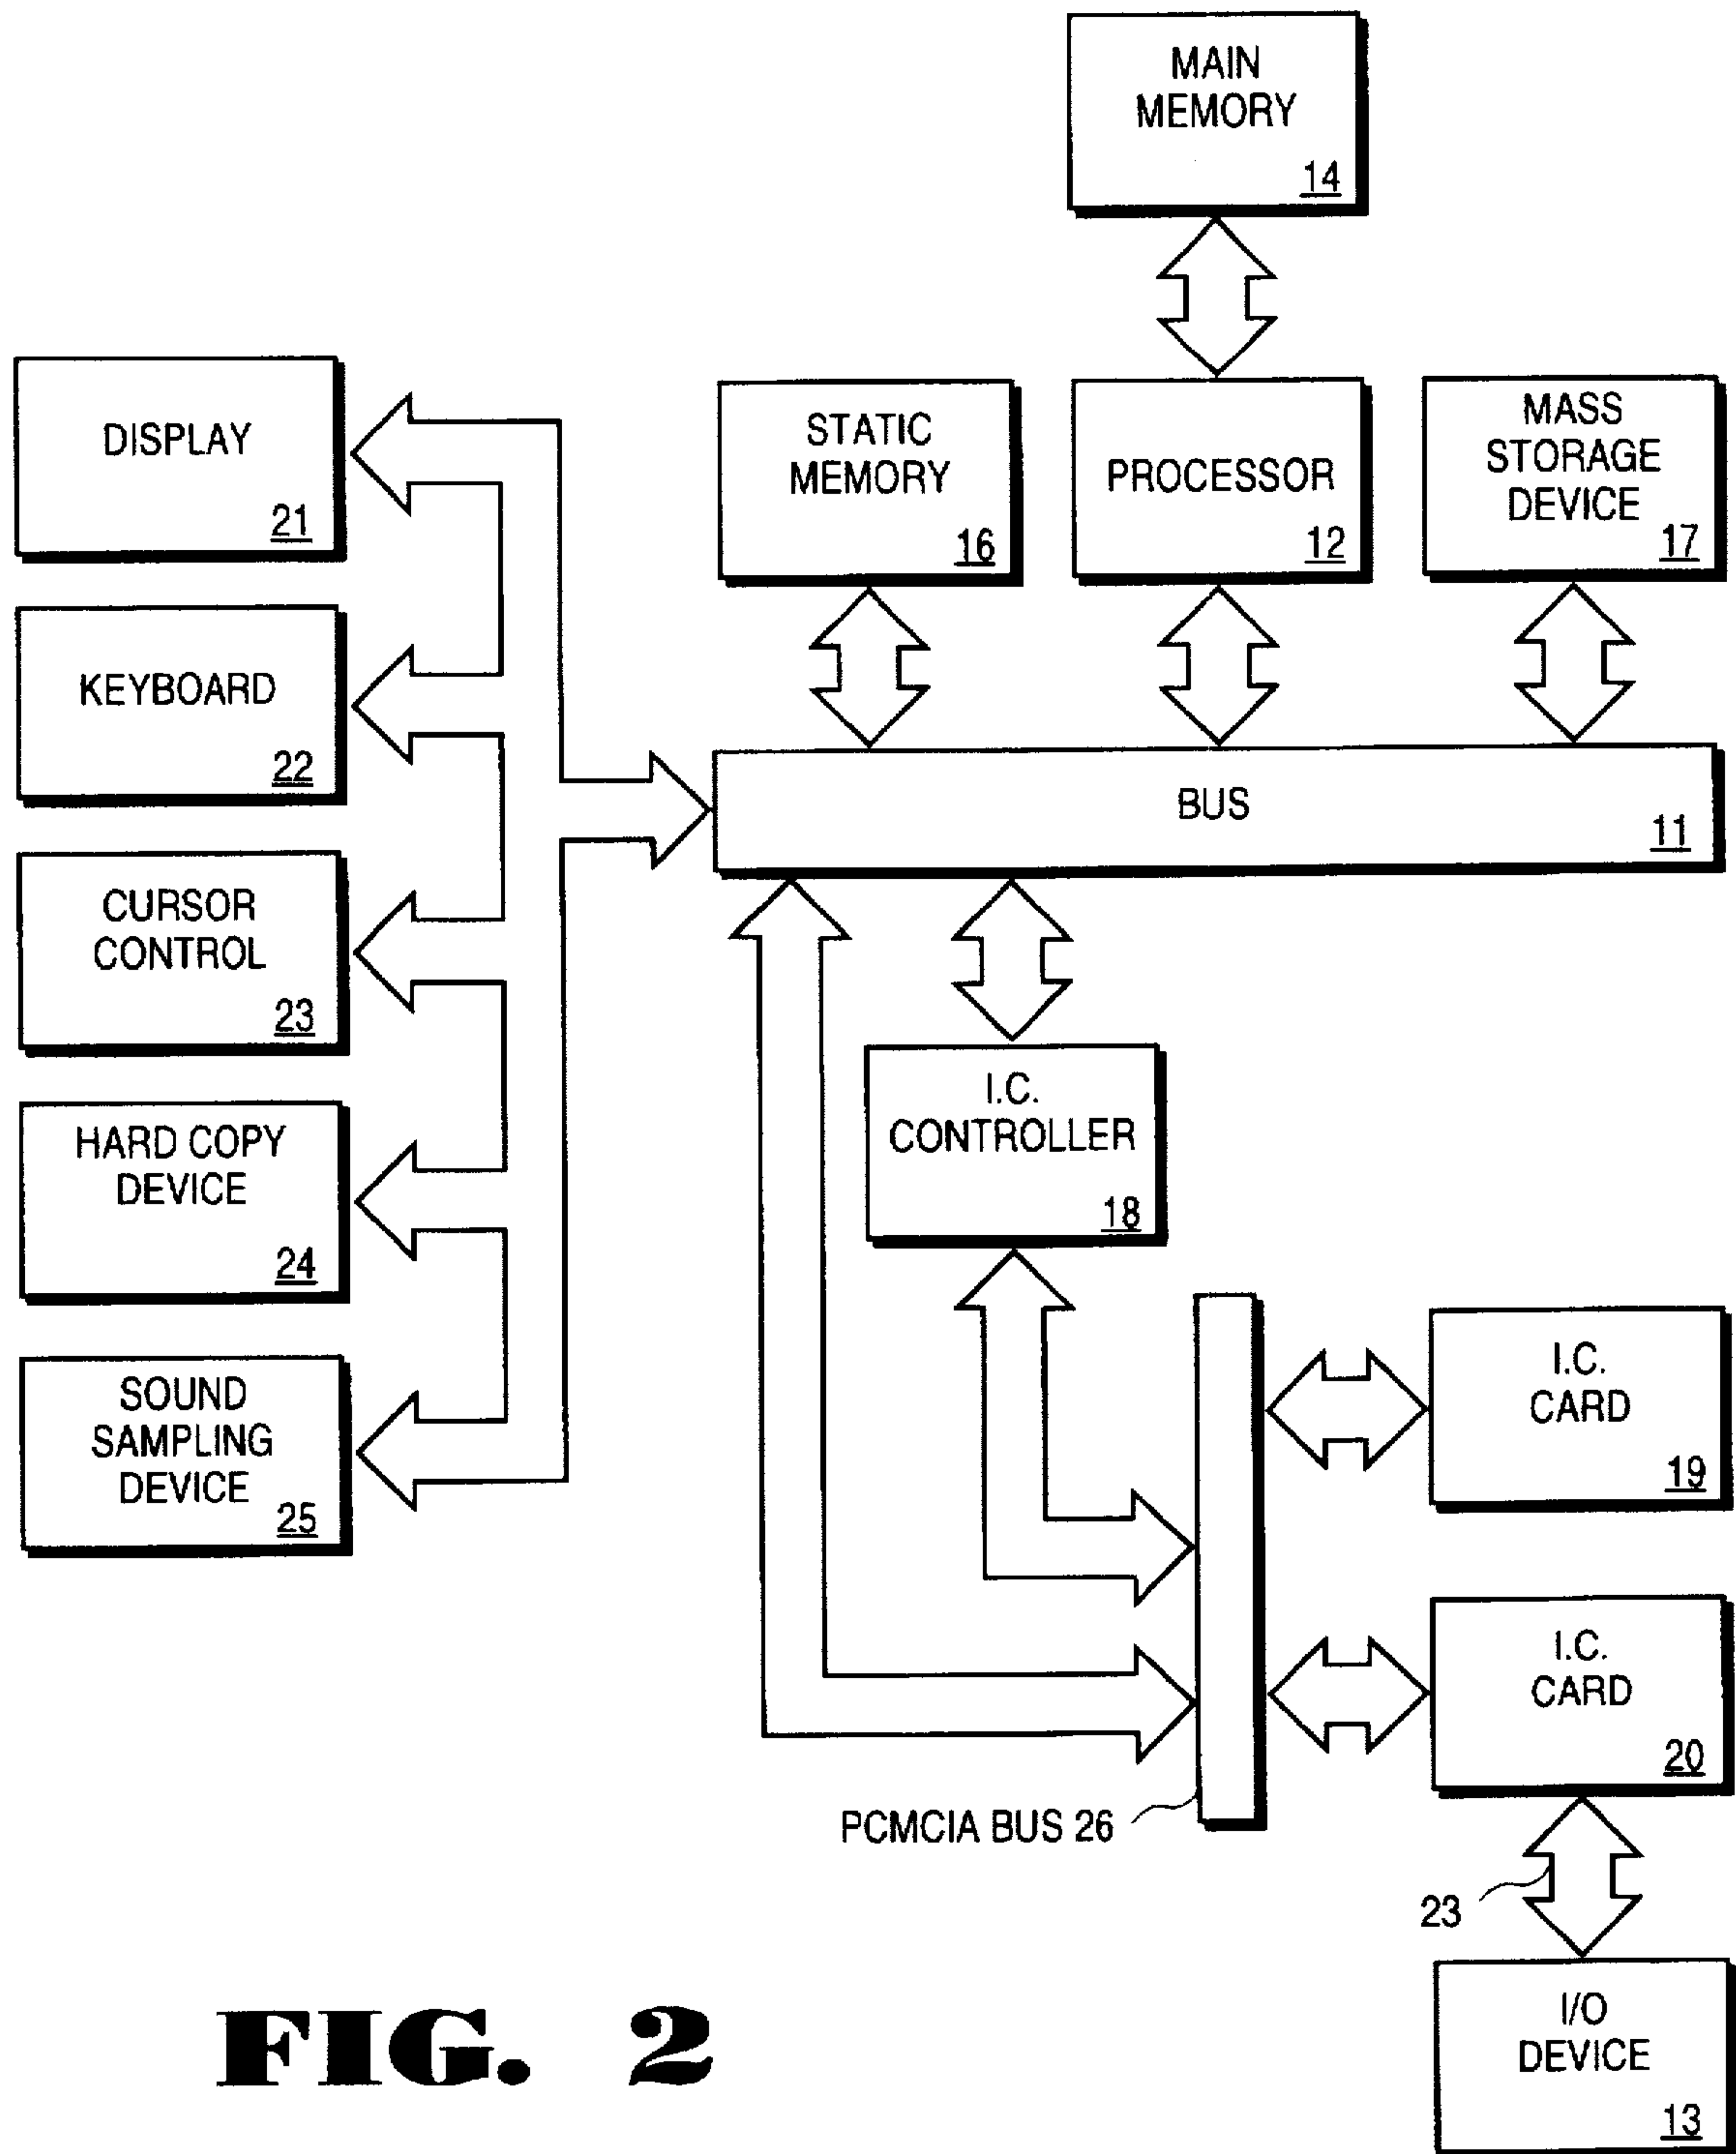 MAIN
MEMORY
14
DISPLAY
21
STATIC
MEMORY
16
PROCESSOR
12
MASS
STORAGE
DEVICE
17
KEYBOARD
22
BUS
11
CURSOR
CONTROL
23
I.C.
CONTROLLER
18
HARD COPY
DEVICE
24
SOUND
SAMPLING
DEVICE
25
I.C.
CARD
19
I.C.
CARD
20
PCMCIA BUS 26
23
I/O
DEVICE
13
FIG. 2